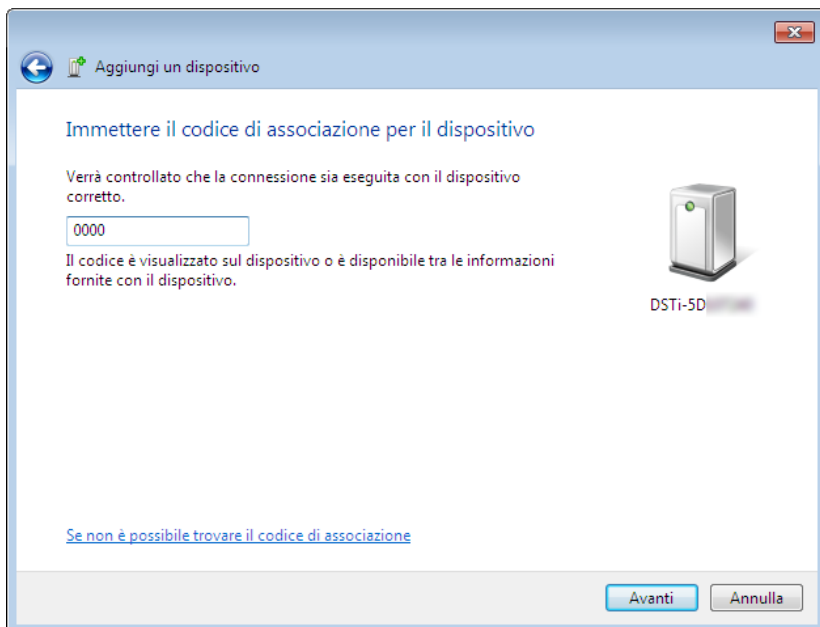 Aggiungi un dispositivo
Immettere il codice di associazione per il dispositivo
Verrà controllato che la connessione sia eseguita con il dispositivo
corretto.
0000
Il codice è visualizzato sul dispositivo o è disponibile tra le informazioni
fornite con il dispositivo.
DSTi-5D
Se non è possibile trovare il codice di associazione
Avanti
Annulla